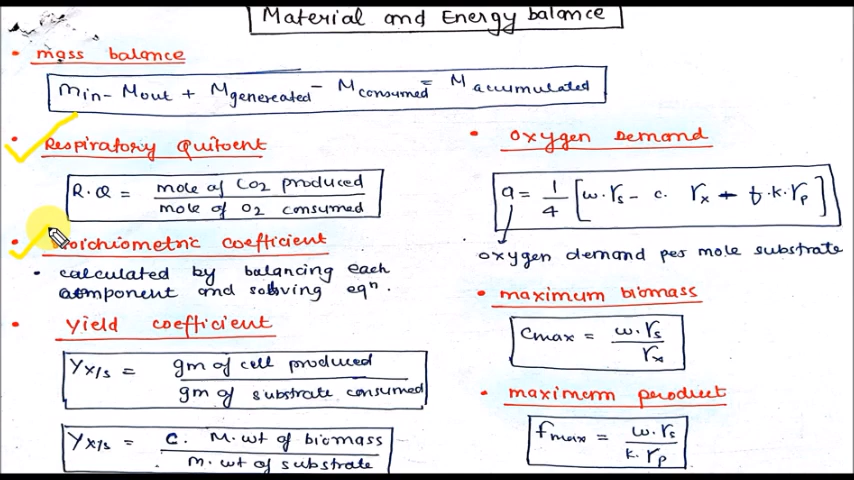 Material and Energy balance
• mass balance
Min - Mout + Mgenereated - Mconsumed = Maccumulated
• Respiratory Quitoent
R.Q = mole of CO2 produced
mole of O2 consumed
oichiometric coefficient
• calculated by balancing each
component and solving eqn.
• Yield coefficient
Yx/s = gm of cell produced
gm of substrate consumed
Yx/s = c. M.wt of biomass
m. wt of substrate
• oxygen Demand
a = 1/4 [w.rs - c. rx - f.k.rp]
oxygen demand per mole substrate
• maximum biomass
Cmax = w.rs
rx
• maximum product
fmax = w.rs
k.rp